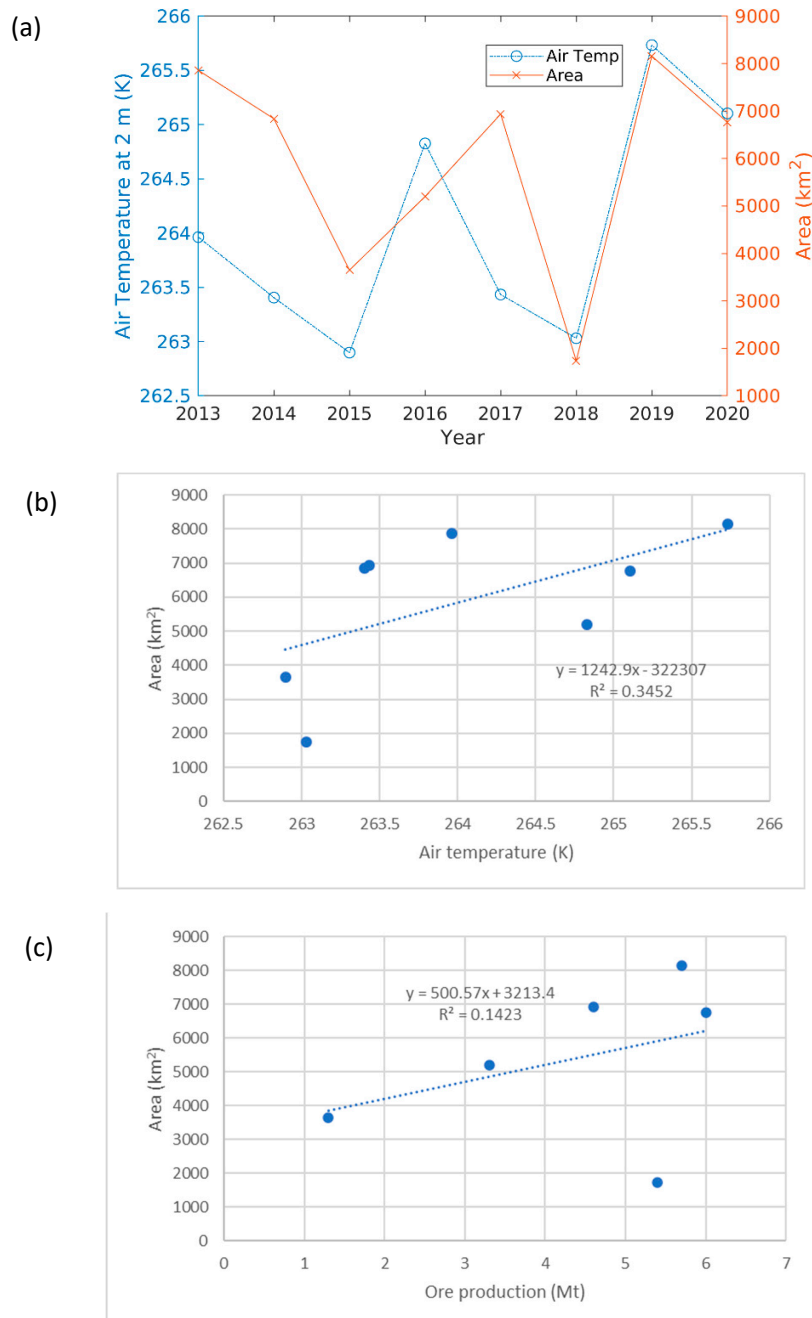 (a)
Air Temperature at 2 m (K)
266
265.5
265
264.5
264
263.5
263
262.5
Air Temp
Area
9000
8000
7000
6000
5000
4000
3000
2000
1000
Area (km²)
2013 2014 2015 2016 2017 2018 2019 2020
Year
(b)
Area (km²)
9000
8000
7000
6000
5000
4000
3000
2000
1000
0
y = 1242.9x - 322307
R² = 0.3452
262.5 263 263.5 264 264.5 265 265.5 266
Air temperature (K)
(c)
Area (km²)
9000
8000
7000
6000
5000
4000
3000
2000
1000
0
y = 500.57x + 3213.4
R² = 0.1423
0 1 2 3 4 5 6 7
Ore production (Mt)